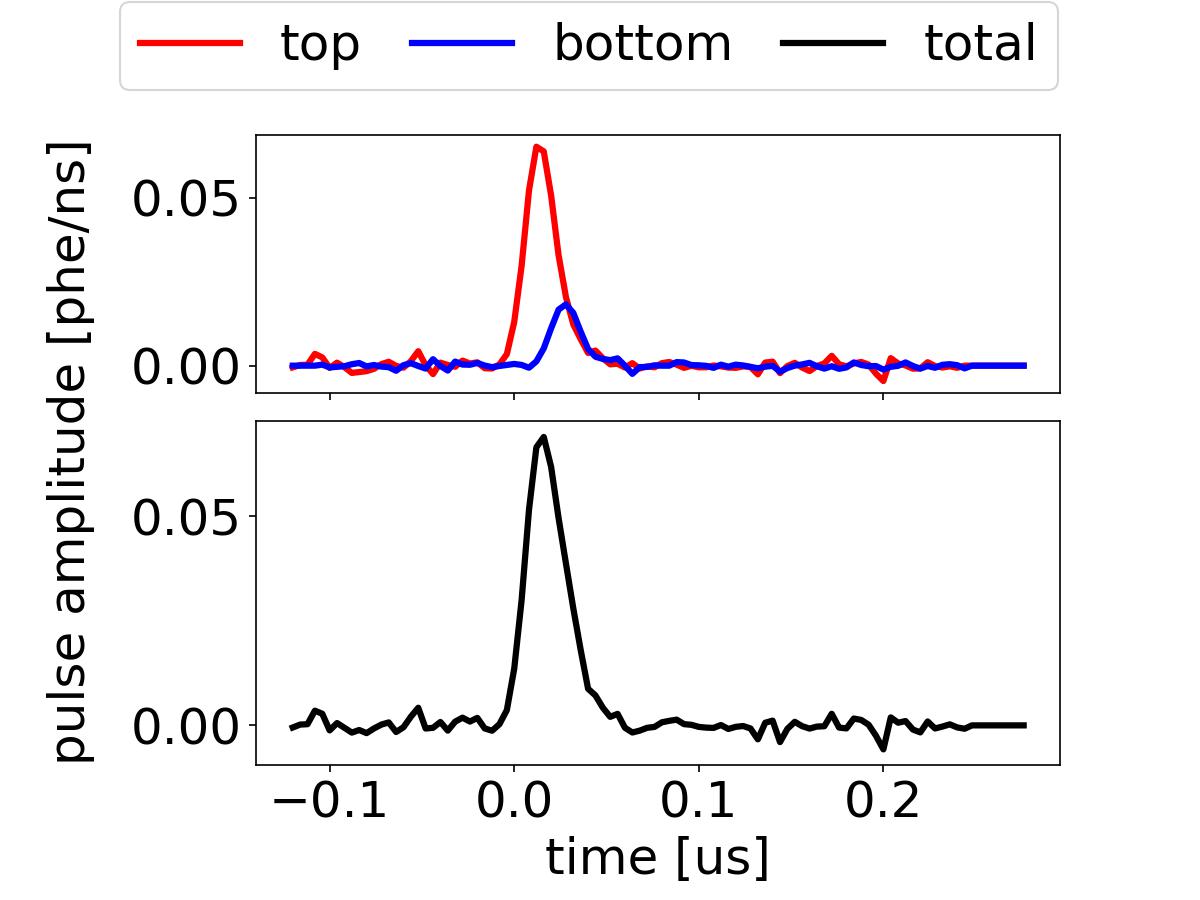 top bottom total
pulse amplitude [phe/ns]
0.05
0.00
0.05
0.00
−0.1 0.0 0.1 0.2
time [us]